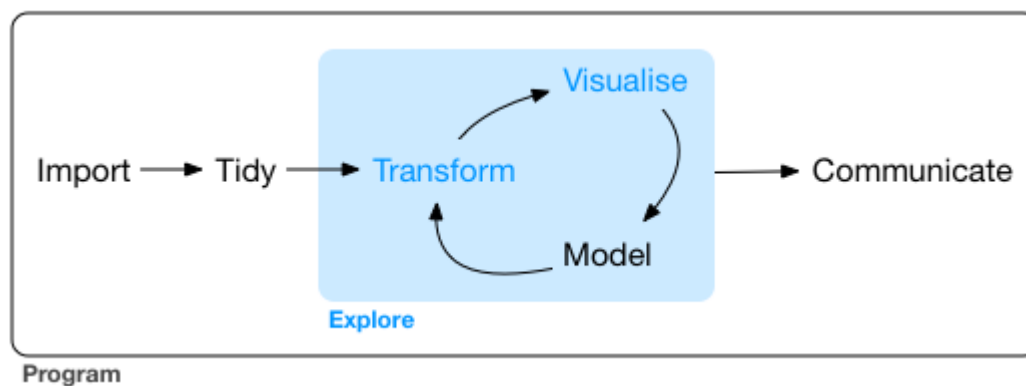 Visualise
Import
Tidy
Transform
Communicate
Model
Explore
Program